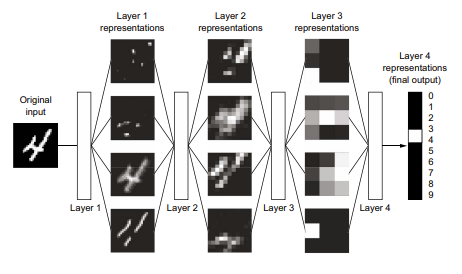 Layer 1
representations
Layer 2
representations
Layer 3
representations
Layer 4
representations
(final output)
Original
input
0
1
2
3
4
5
6
7
8
9
Layer 1
Layer 2
Layer 3
Layer 4